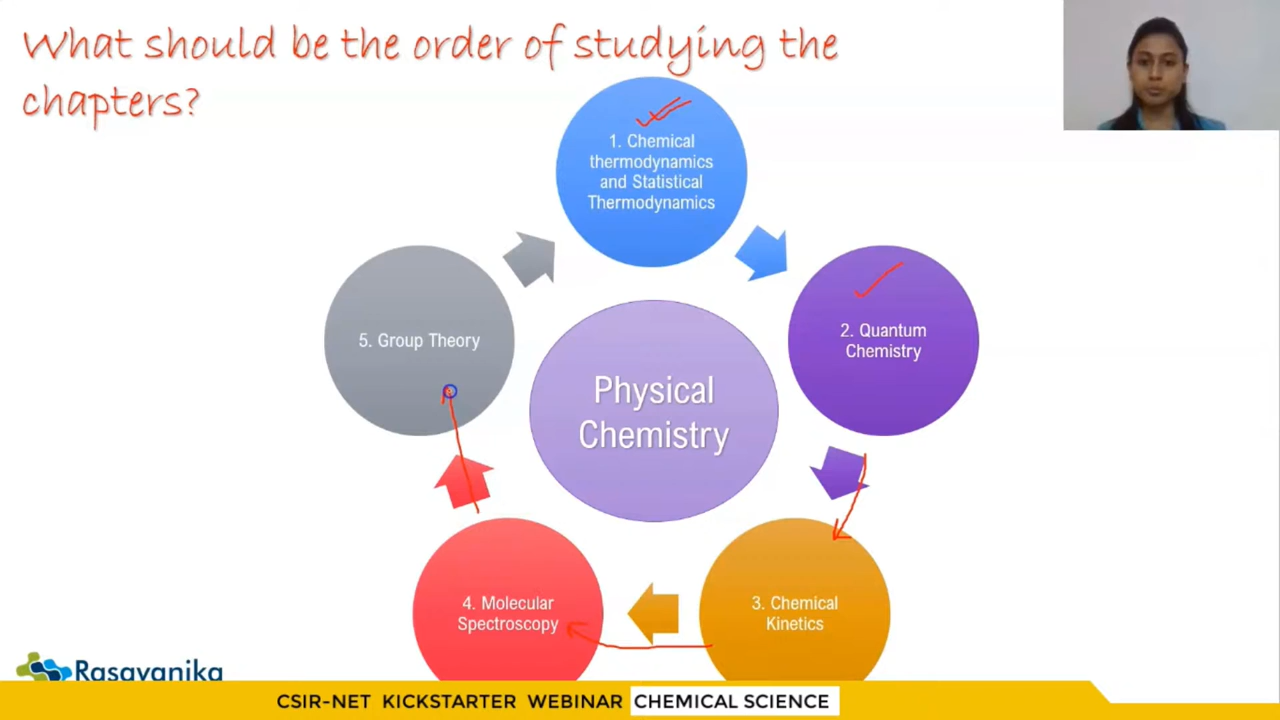 What should be the order of studying the
chapters?
1. Chemical
thermodynamics
and Statistical
Thermodynamics
2. Quantum
Chemistry
3. Chemical
Kinetics
4. Molecular
Spectroscopy
5. Group Theory
Physical
Chemistry
Rasavanika
CSIR-NET KICKSTARTER WEBINAR CHEMICAL SCIENCE